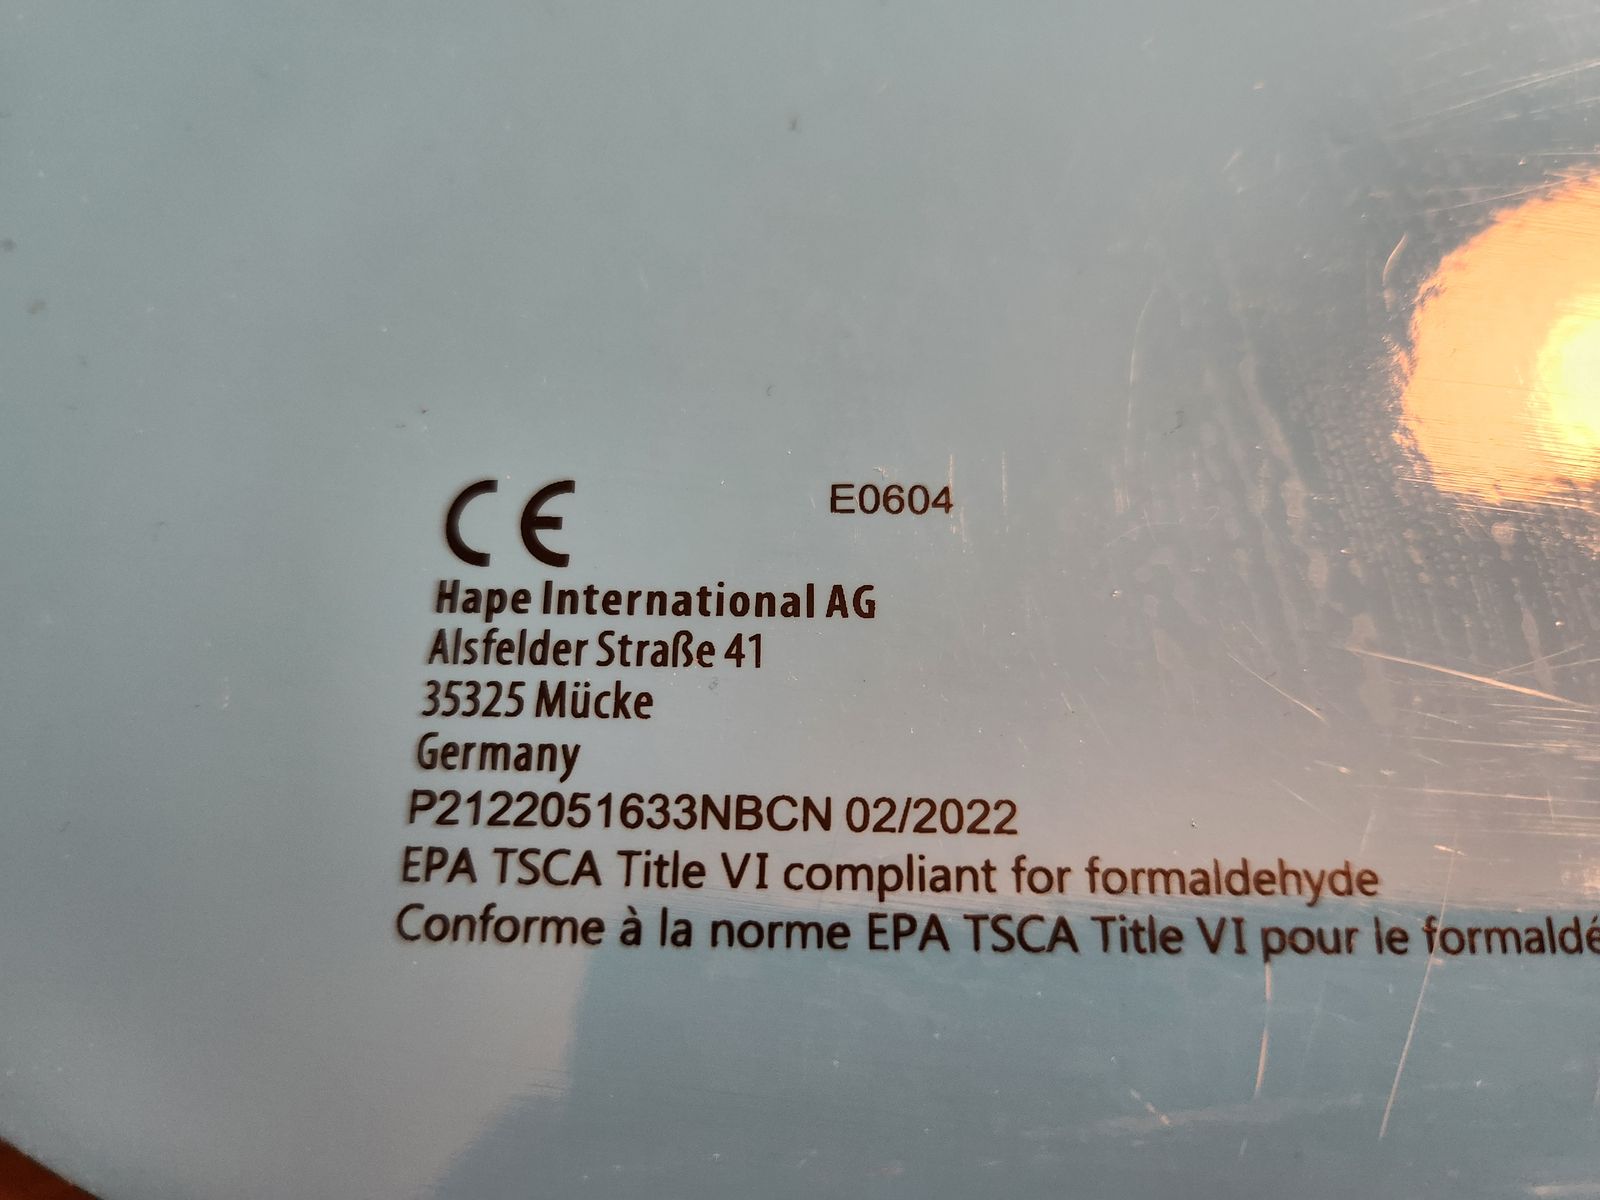 CE E0604
Hape International AG
Alsfelder Straße 41
35325 Mücke
Germany
P2122051633NBCN 02/2022
EPA TSCA Title VI compliant for formaldehyde
Conforme à la norme EPA TSCA Title VI pour le formaldé